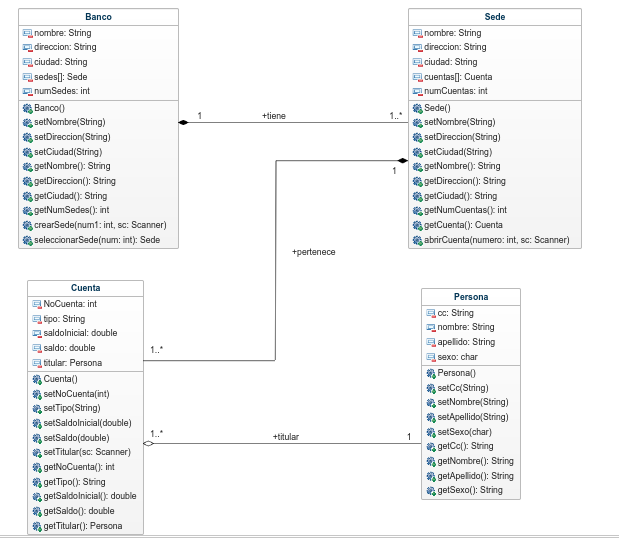 Banco
nombre: String
direccion: String
ciudad: String
sedes[]: Sede
numSedes: int
Banco()
setNombre(String)
setDireccion(String)
setCiudad(String)
getNombre(): String
getDireccion(): String
getCiudad(): String
getNumSedes(): int
crearSede(num1: int, sc: Scanner)
seleccionarSede(num: int): Sede
1
+tiene
1..*
Sede
nombre: String
direccion: String
ciudad: String
cuentas[]: Cuenta
numCuentas: int
Sede()
setNombre(String)
setDireccion(String)
setCiudad(String)
getNombre(): String
getDireccion(): String
getCiudad(): String
getNumCuentas(): int
getCuenta(): Cuenta
abrirCuenta(numero: int, sc: Scanner)
1
+pertenece
1..*
Cuenta
NoCuenta: int
tipo: String
saldoInicial: double
saldo: double
titular: Persona
Cuenta()
setNoCuenta(int)
setTipo(String)
setSaldoInicial(double)
setSaldo(double)
setTitular(sc: Scanner)
getNoCuenta(): int
getTipo(): String
getSaldoInicial(): double
getSaldo(): double
getTitular(): Persona
1..*
+titular
1
Persona
cc: String
nombre: String
apellido: String
sexo: char
Persona()
setCc(String)
setNombre(String)
setApellido(String)
setSexo(char)
getCc(): String
getNombre(): String
getApellido(): String
getSexo(): String